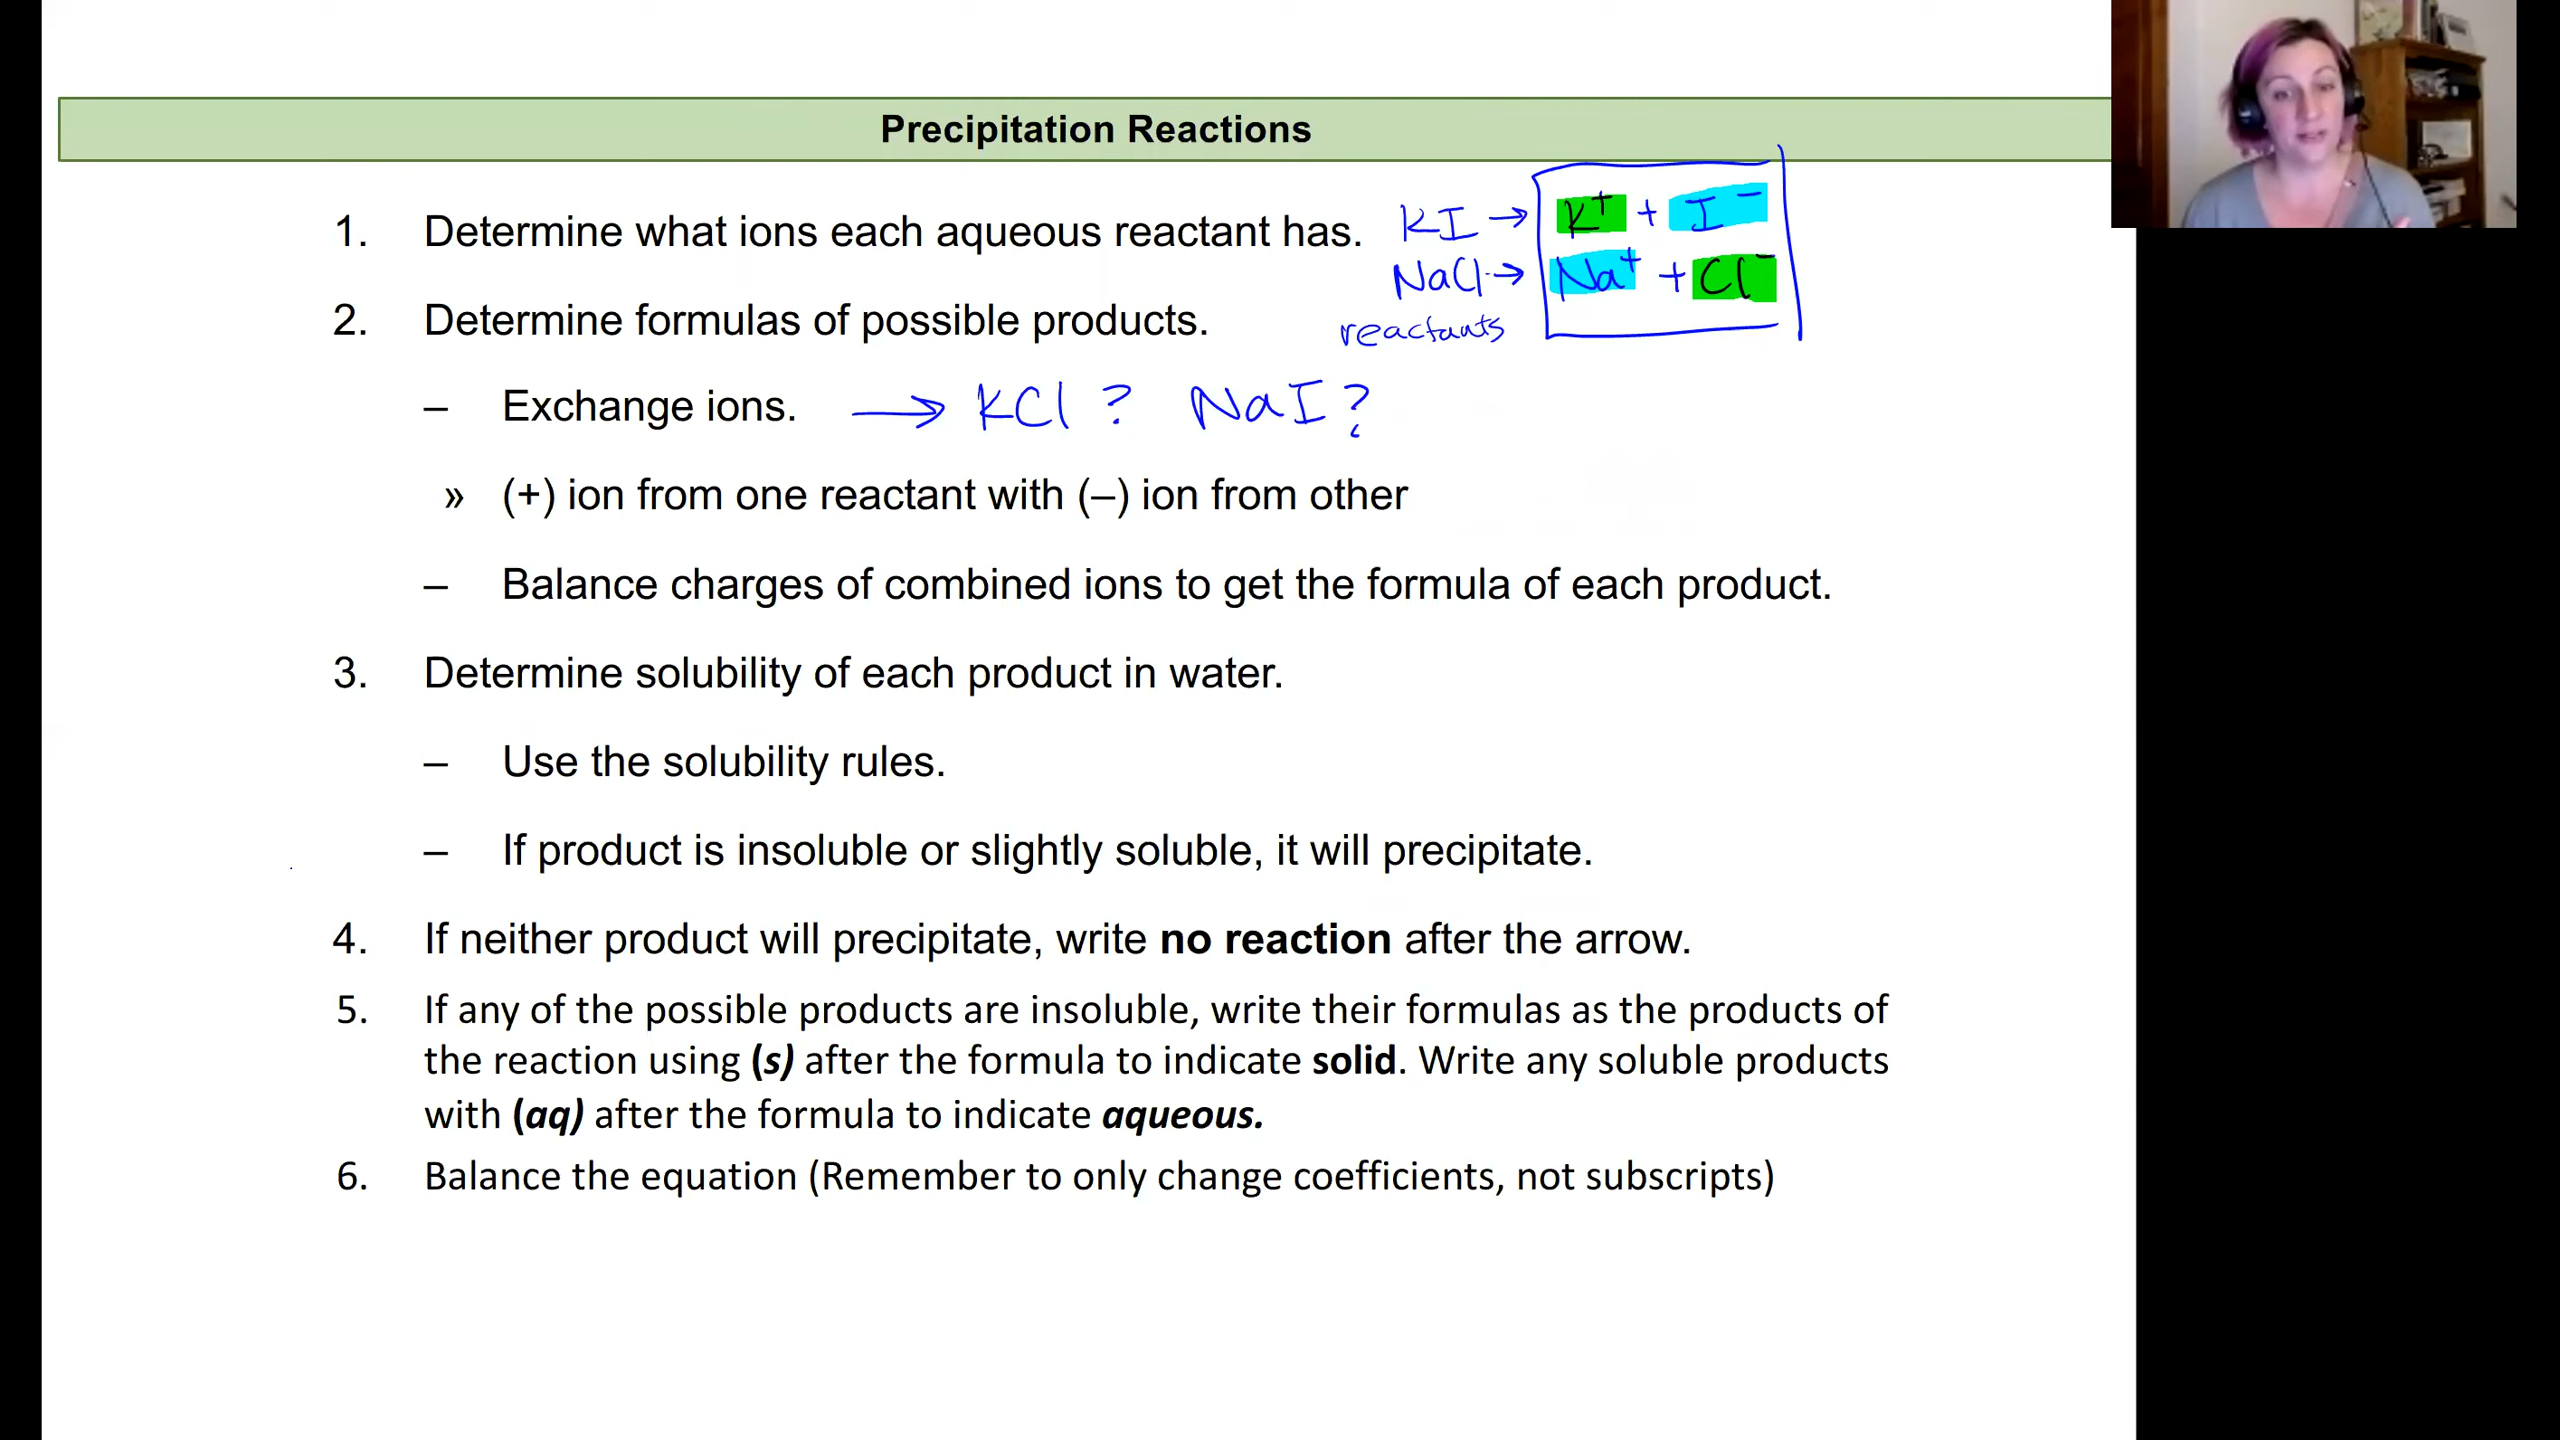 Precipitation Reactions
1. Determine what ions each aqueous reactant has.
KI → K⁺ + I⁻
NaCl → Na⁺ + Cl⁻
reactants
2. Determine formulas of possible products.
– Exchange ions. → KCl ? NaI ?
» (+) ion from one reactant with (–) ion from other
– Balance charges of combined ions to get the formula of each product.
3. Determine solubility of each product in water.
– Use the solubility rules.
– If product is insoluble or slightly soluble, it will precipitate.
4. If neither product will precipitate, write no reaction after the arrow.
5. If any of the possible products are insoluble, write their formulas as the products of
the reaction using (s) after the formula to indicate solid. Write any soluble products
with (aq) after the formula to indicate aqueous.
6. Balance the equation (Remember to only change coefficients, not subscripts)